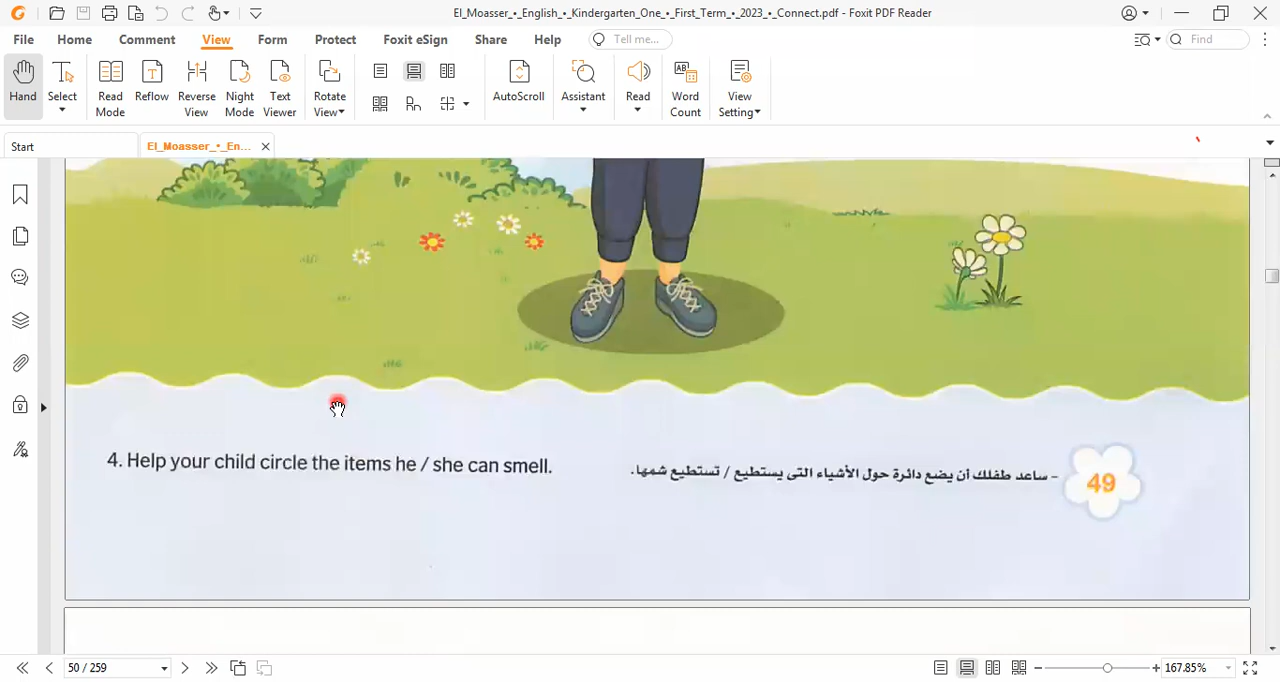 El_Moasser_•_English_•_Kindergarten_One_•_First_Term_•_2023_•_Connect.pdf - Foxit PDF Reader
File Home Comment View Form Protect Foxit eSign Share Help Tell me... Find
Hand Select Read Mode Reflow Reverse View Night Mode Text Viewer Rotate View AutoScroll Assistant Read Word Count View Setting
Start El_Moasser_•_En...
4. Help your child circle the items he / she can smell.
- ساعد طفلك أن يضع دائرة حول الأشياء التى يستطيع / تستطيع شمها.
49
50 / 259 167.85%